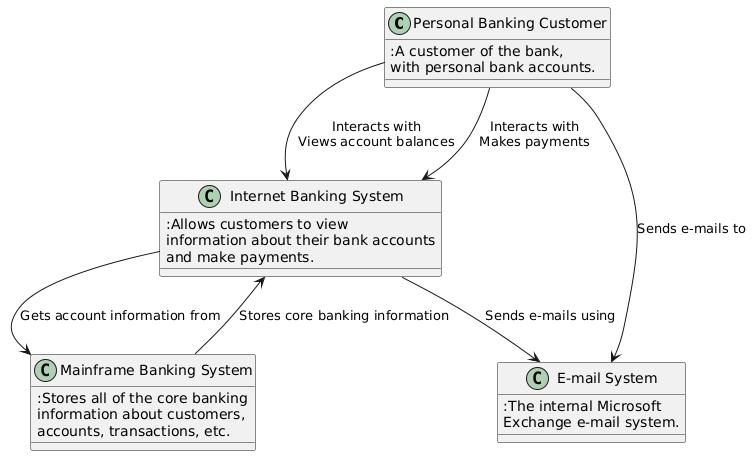 C Personal Banking Customer
:A customer of the bank,
with personal bank accounts.
Interacts with
Views account balances
Interacts with
Makes payments
C Internet Banking System
:Allows customers to view
information about their bank accounts
and make payments.
Sends e-mails to
Gets account information from
Stores core banking information
Sends e-mails using
C Mainframe Banking System
:Stores all of the core banking
information about customers,
accounts, transactions, etc.
C E-mail System
:The internal Microsoft
Exchange e-mail system.